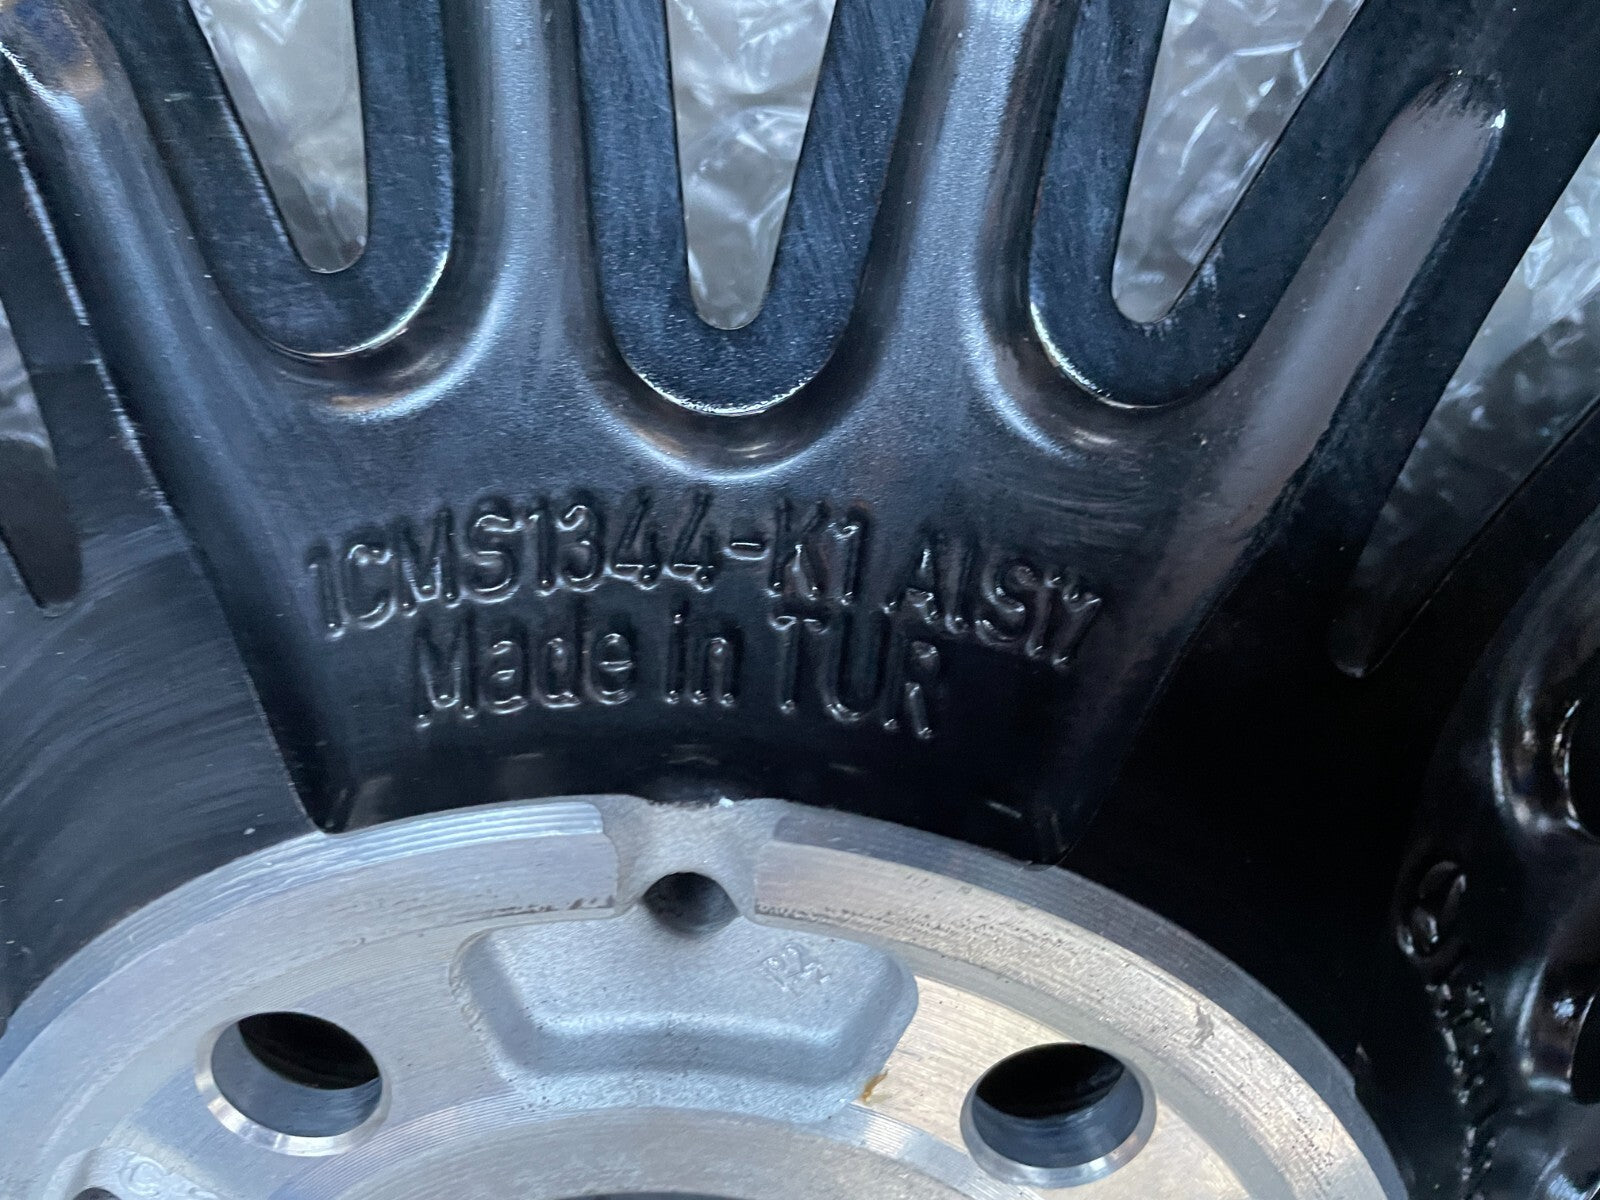 1CMS1344-K1 AlSi7
Made in TUR